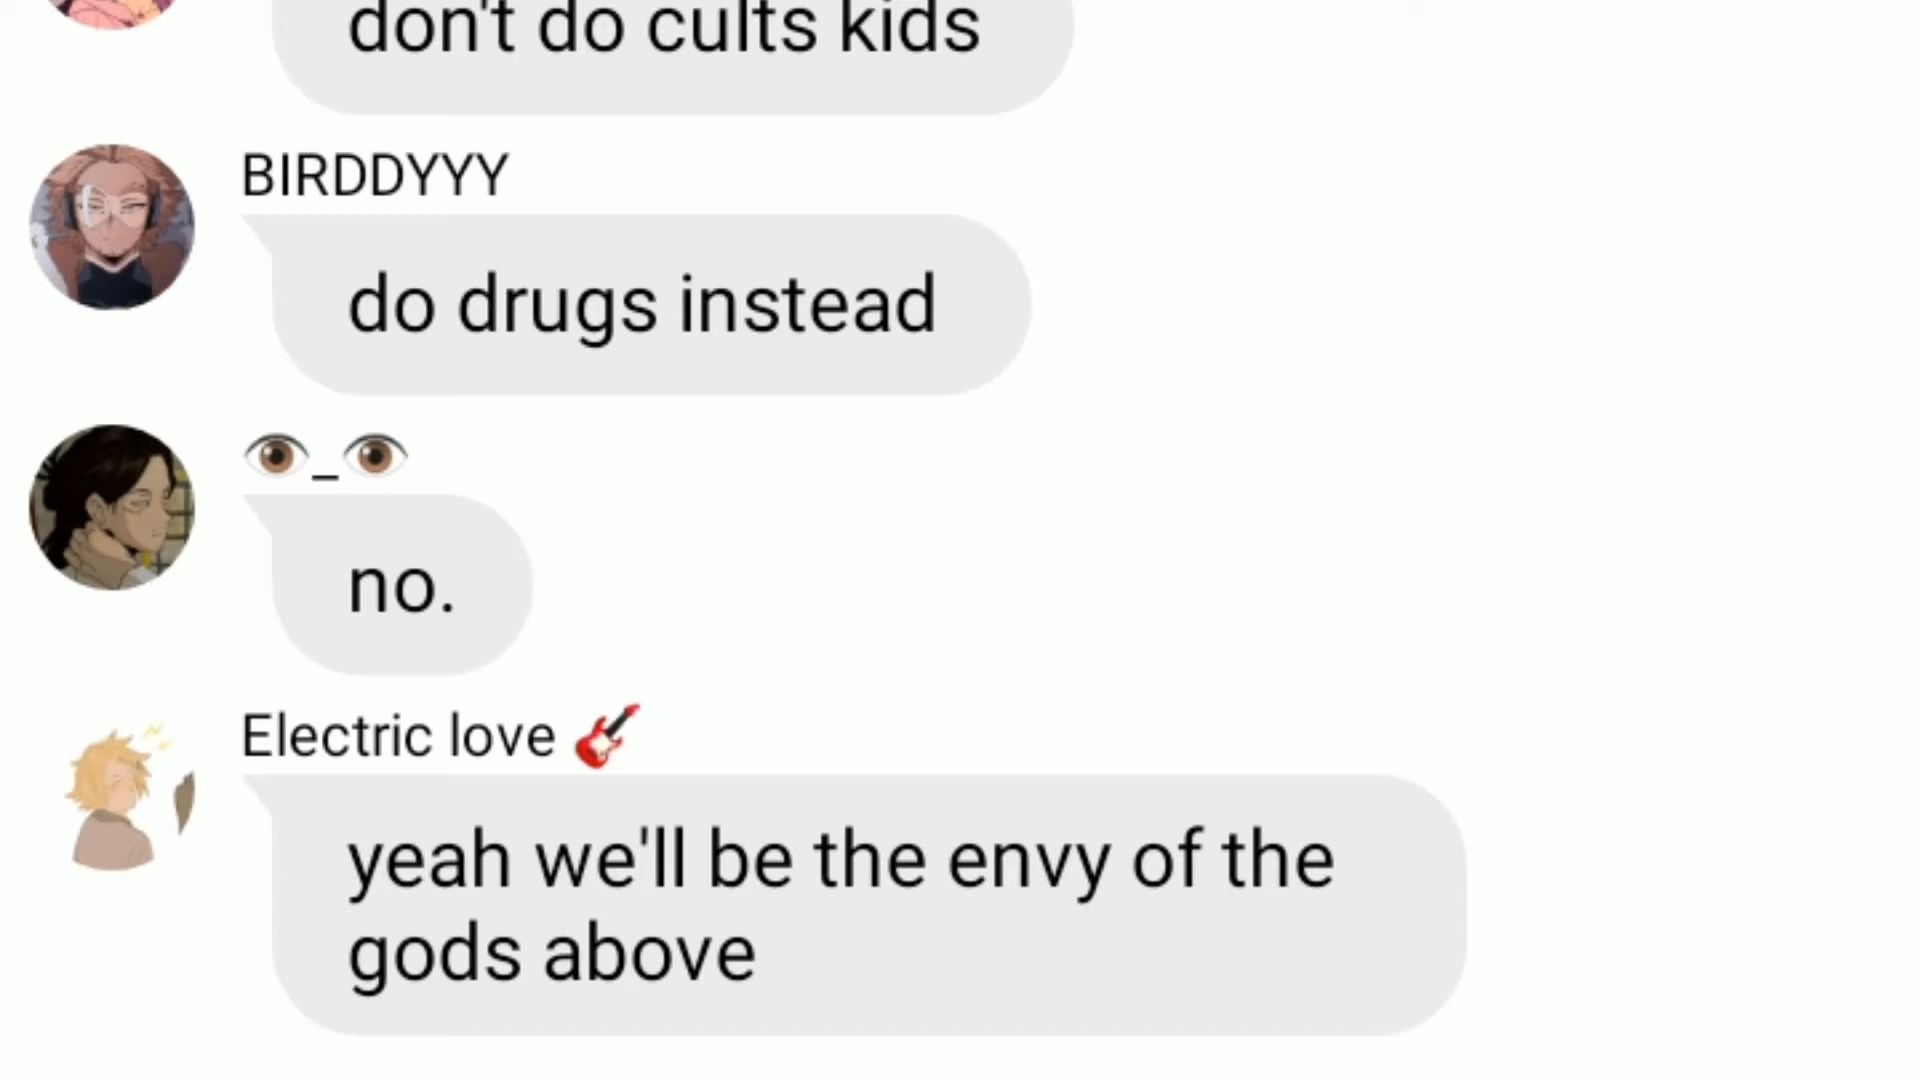 don't do cults kids
BIRDDYYY
do drugs instead
👁_👁
no.
Electric love 🎸
yeah we'll be the envy of the
gods above